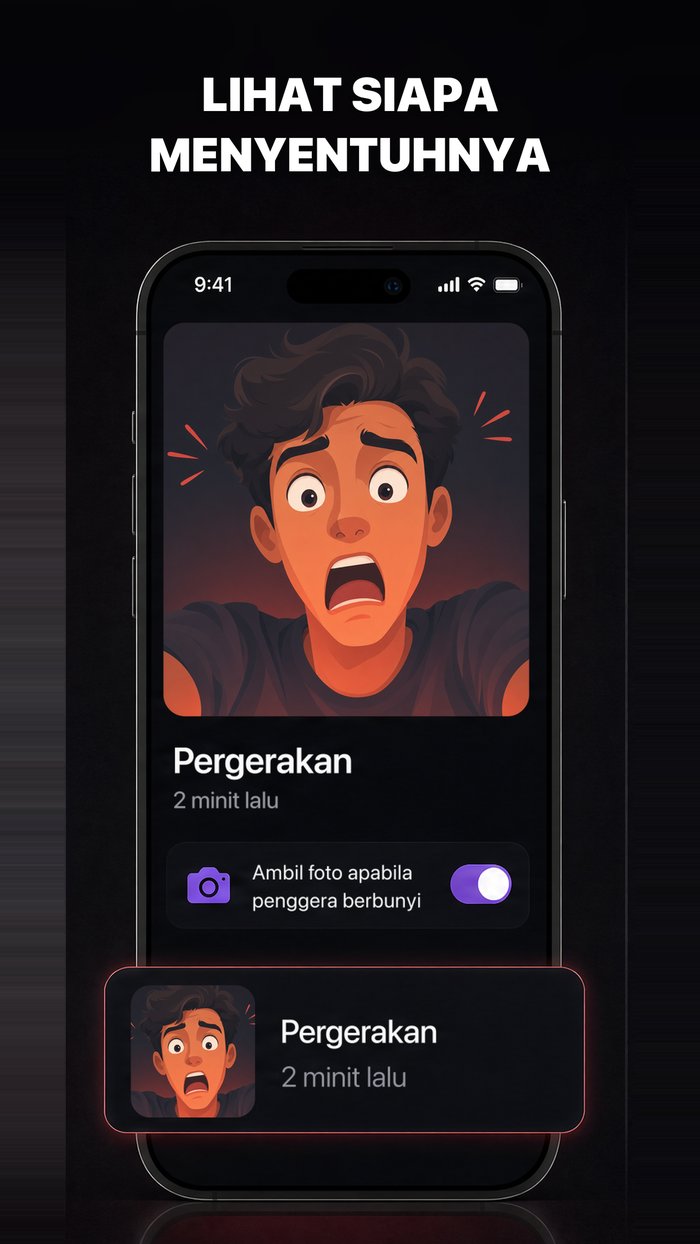 LIHAT SIAPA
MENYENTUHNYA
9:41
Pergerakan
2 minit lalu
Ambil foto apabila
penggera berbunyi
Pergerakan
2 minit lalu